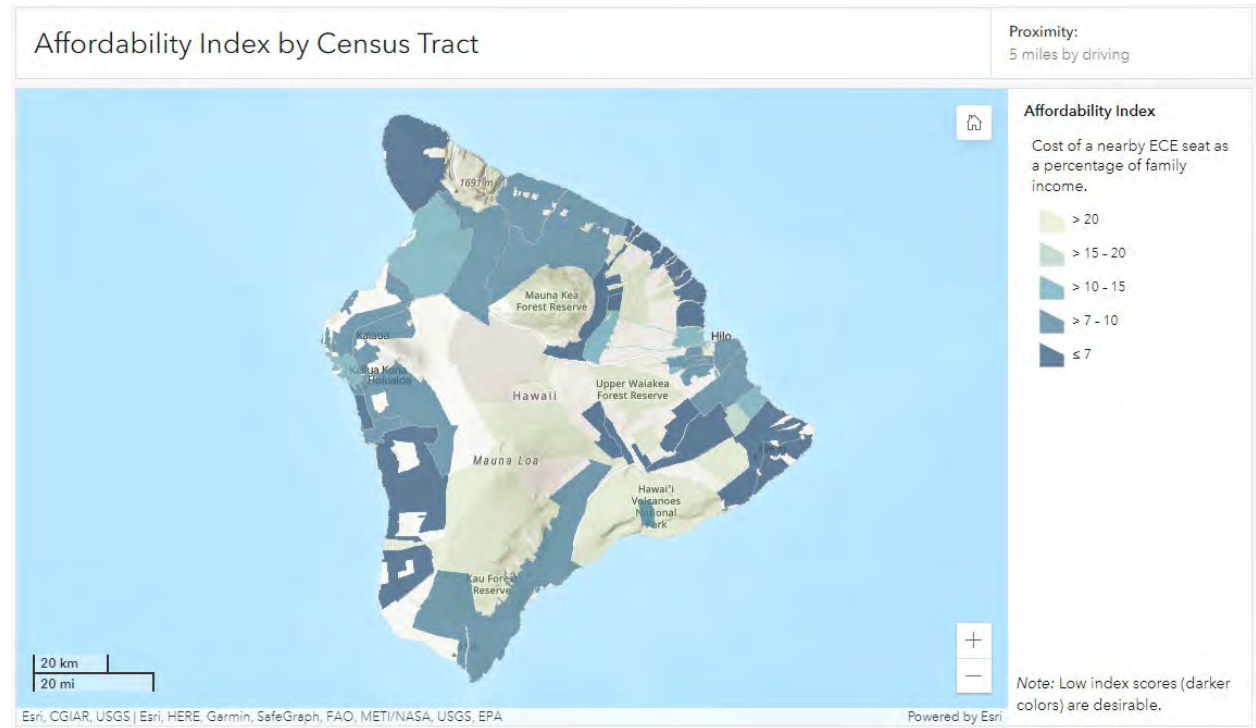 Affordability Index by Census Tract
Proximity:
5 miles by driving
Affordability Index
Cost of a nearby ECE seat as
a percentage of family
income.
> 20
> 15 - 20
> 10 - 15
> 7 - 10
≤ 7
1691 m
Mauna Kea
Forest Reserve
Kalaoa
Kailua Kona
Holualoa
Hilo
Upper Waiakea
Forest Reserve
Hawaii
Mauna Loa
Hawai'i
Volcanoes
National
Park
Kau Forest
Reserve
20 km
20 mi
Note: Low index scores (darker
colors) are desirable.
Esri, CGIAR, USGS | Esri, HERE, Garmin, SafeGraph, FAO, METI/NASA, USGS, EPA
Powered by Esri